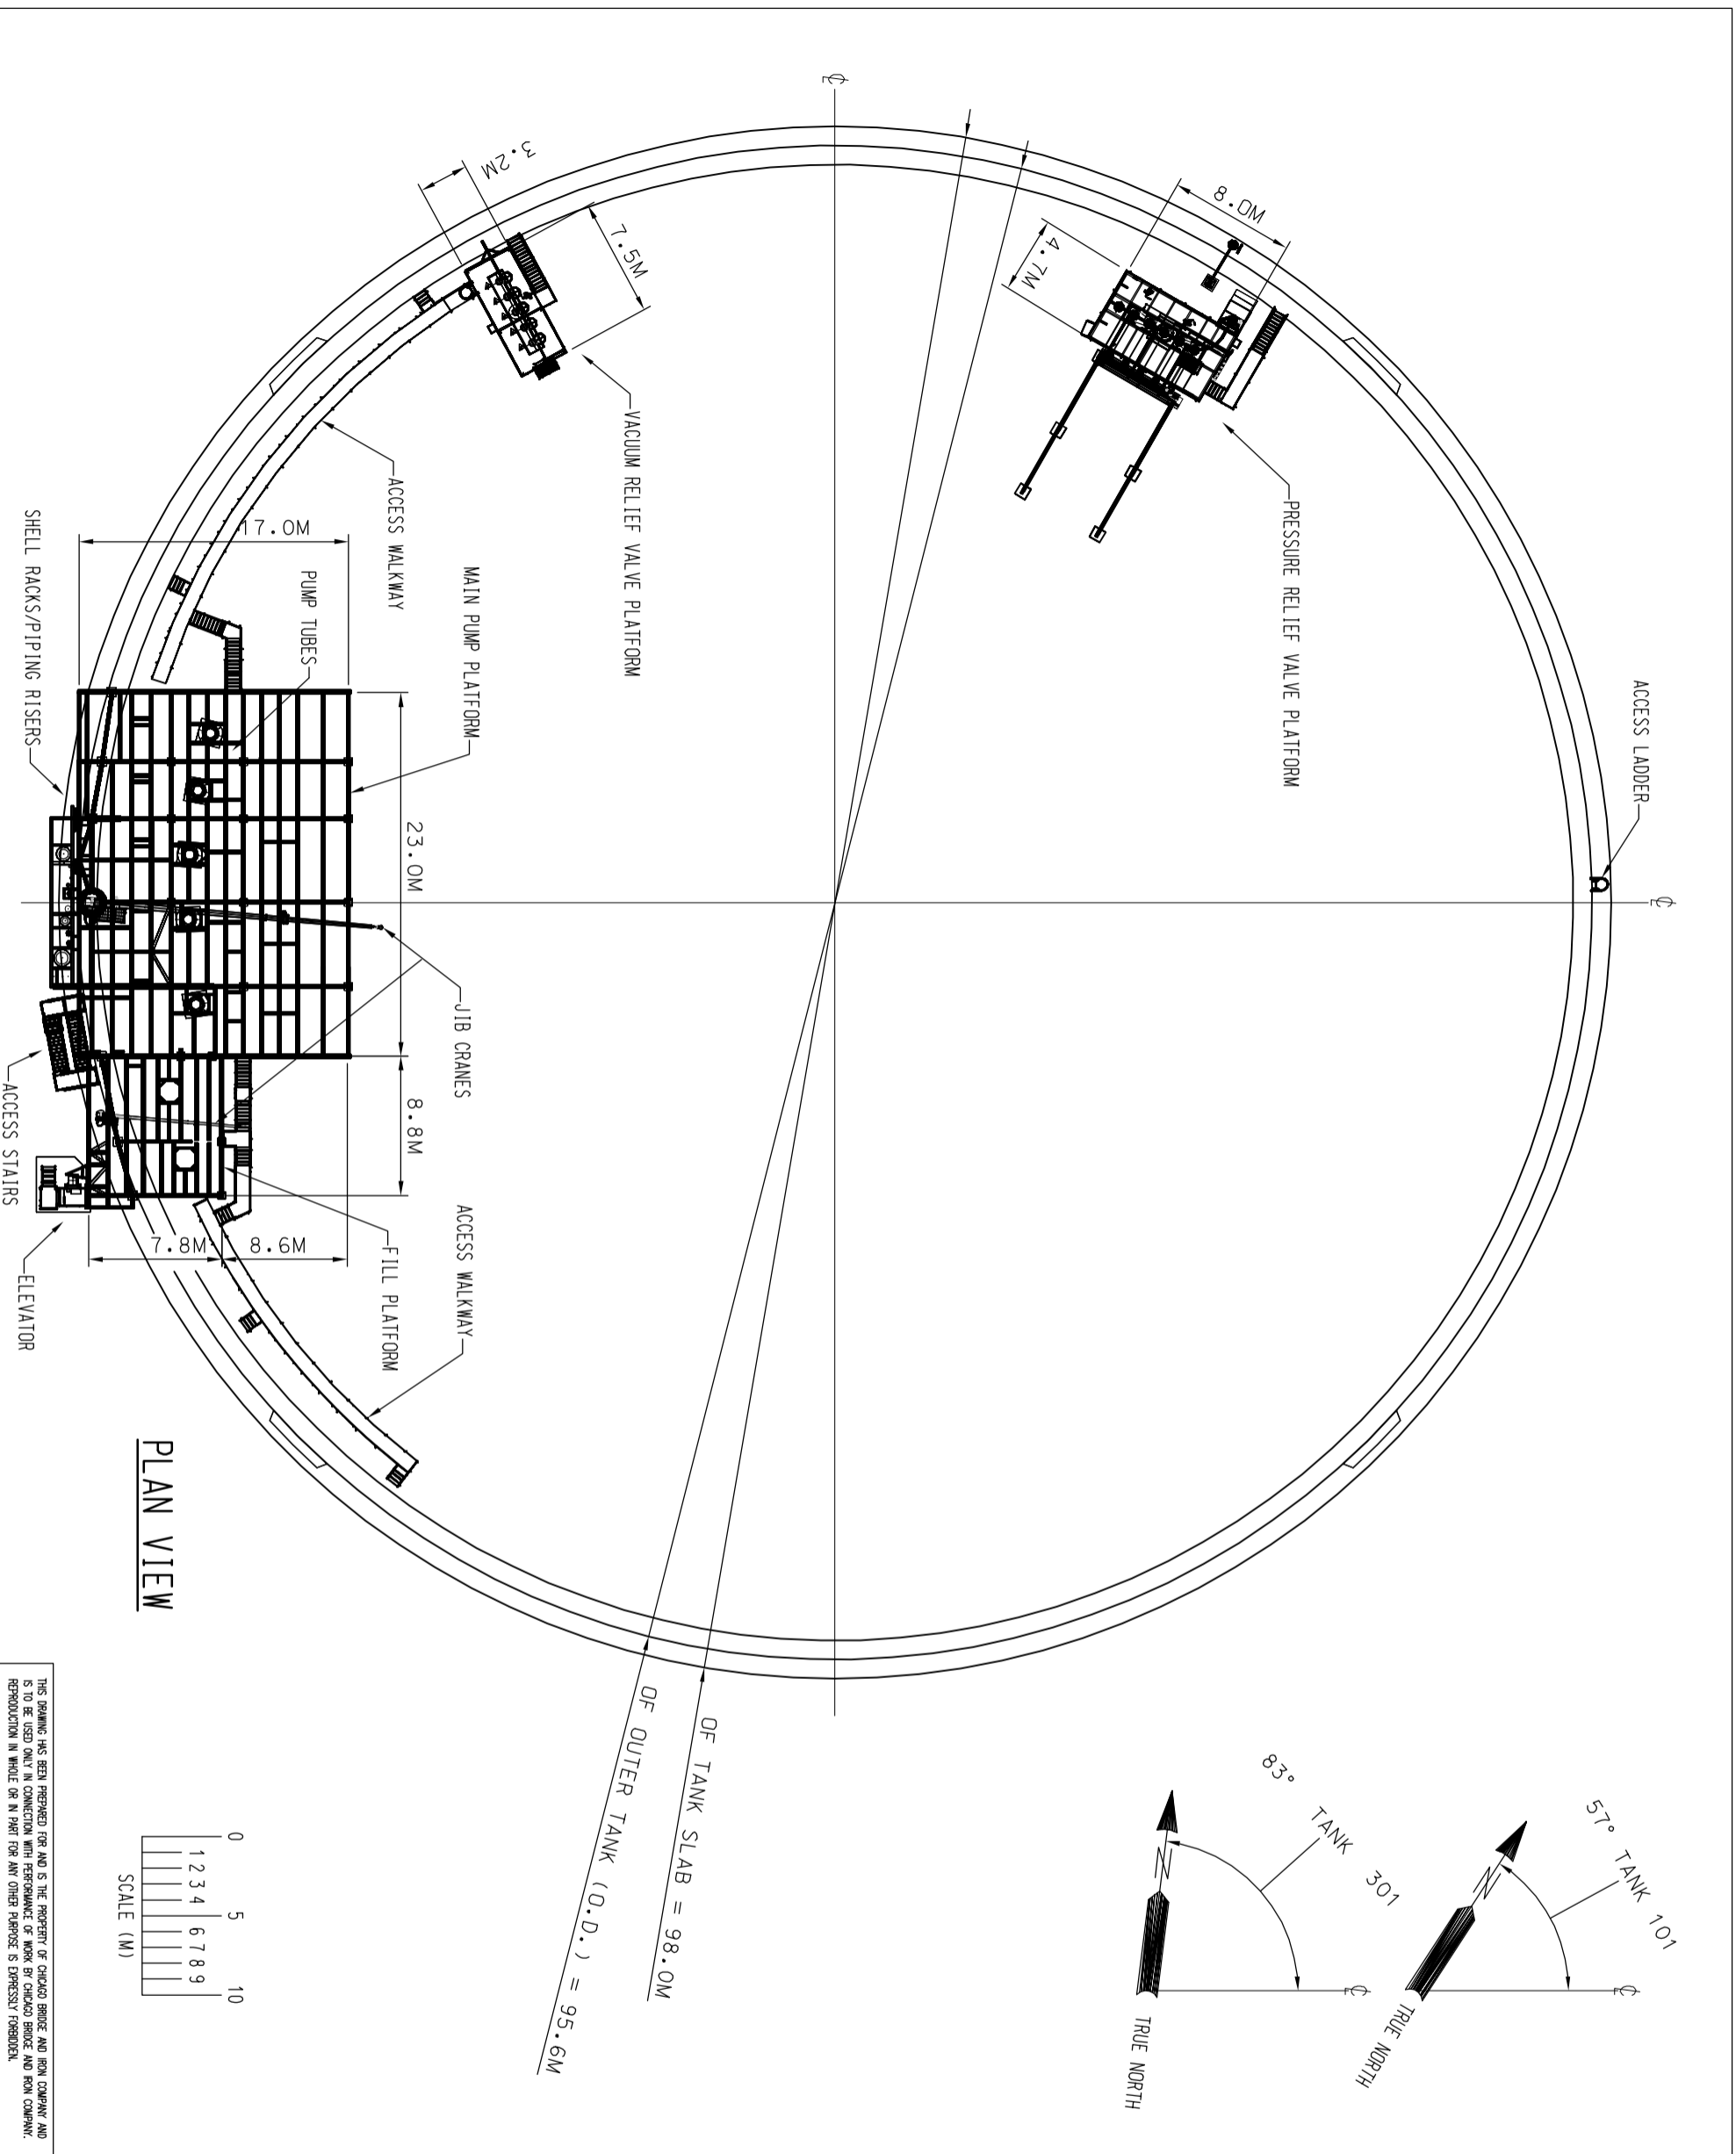 ACCESS LADDER
℄
℄
8.0M
4.7M
PRESSURE RELIEF VALVE PLATFORM
3.2M
7.5M
VACUUM RELIEF VALVE PLATFORM
ACCESS WALKWAY
17.0M
PUMP TUBES
MAIN PUMP PLATFORM
SHELL RACKS/PIPING RISERS
23.0M
JIB CRANES
8.8M
ACCESS STAIRS
ELEVATOR
7.8M
8.6M
FILL PLATFORM
ACCESS WALKWAY
PLAN VIEW
OF TANK SLAB = 98.0M
OF OUTER TANK (O.D.) = 95.6M
57° TANK 101
℄
N
TRUE NORTH
83° TANK 301
℄
N
TRUE NORTH
0 5 10
1 2 3 4 6 7 8 9
SCALE (M)
THIS DRAWING HAS BEEN PREPARED FOR AND IS THE PROPERTY OF CHICAGO BRIDGE AND IRON COMPANY AND
IS TO BE USED ONLY IN CONNECTION WITH PERFORMANCE OF WORK BY CHICAGO BRIDGE AND IRON COMPANY.
REPRODUCTION IN WHOLE OR IN PART FOR ANY OTHER PURPOSE IS EXPRESSLY FORBIDDEN.